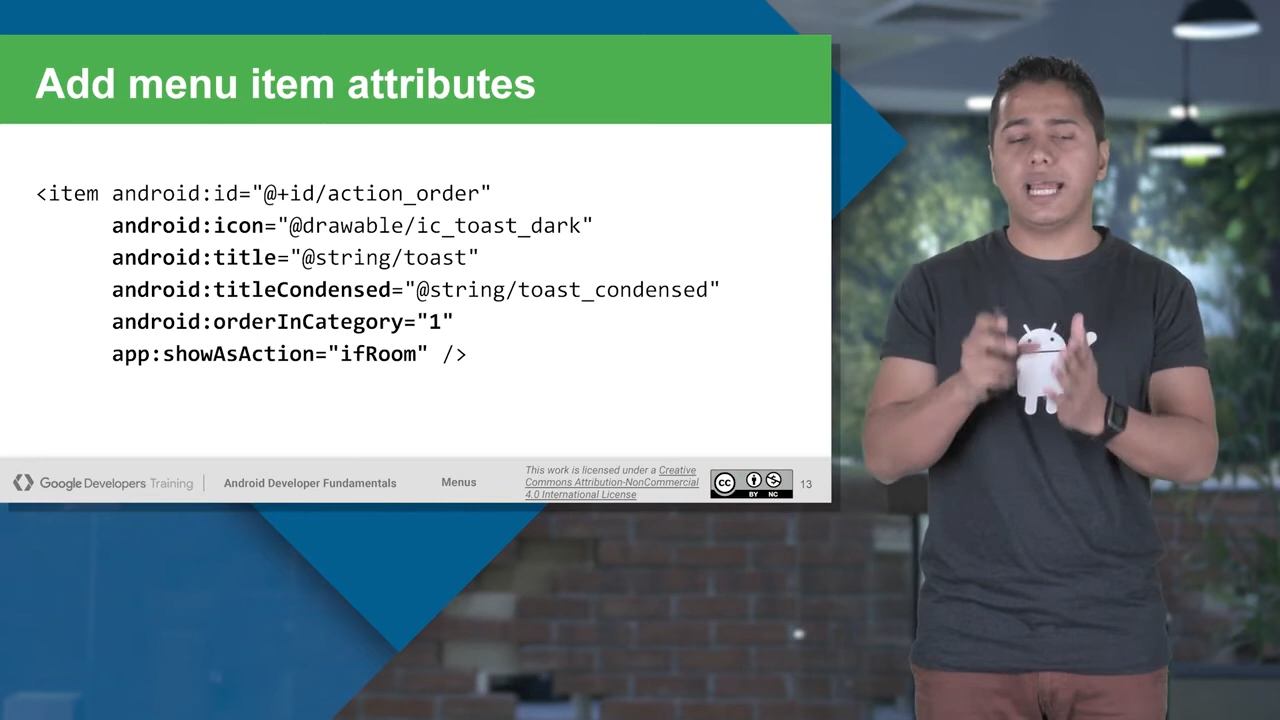 Add menu item attributes
<item android:id="@+id/action_order"
android:icon="@drawable/ic_toast_dark"
android:title="@string/toast"
android:titleCondensed="@string/toast_condensed"
android:orderInCategory="1"
app:showAsAction="ifRoom" />
Google Developers Training
Android Developer Fundamentals
Menus
This work is licensed under a Creative
Commons Attribution-NonCommercial
4.0 International License
CC
BY NC
13